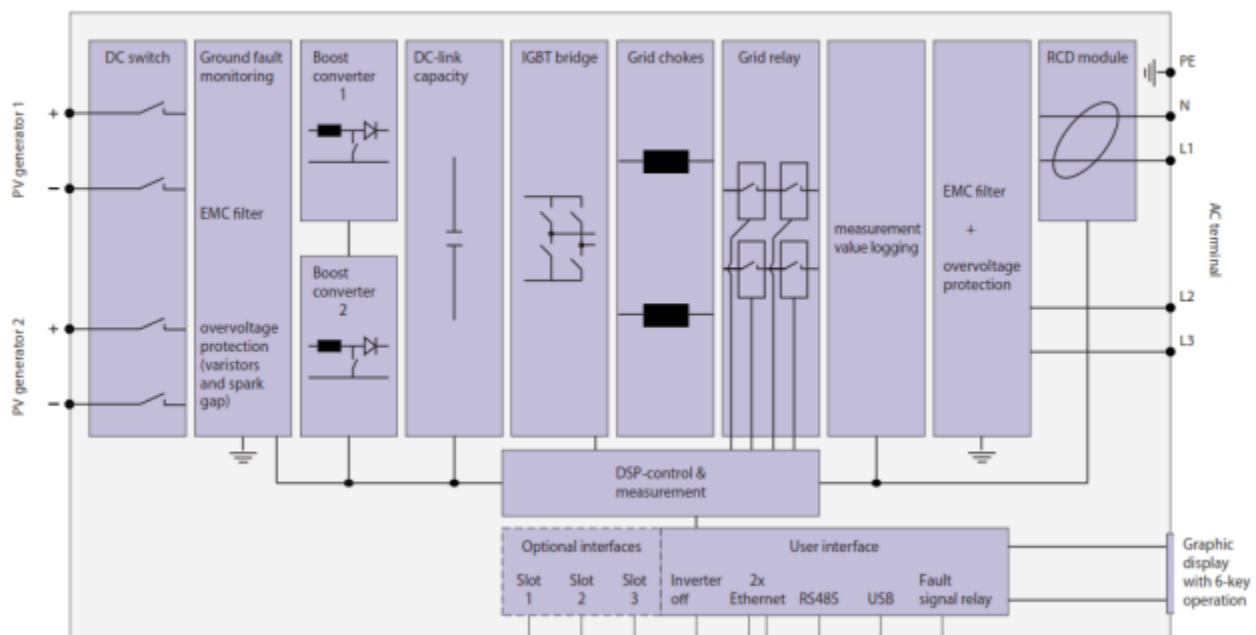 DC switch
Ground fault
monitoring
EMC filter
overvoltage
protection
(varistors
and spark
gap)
Boost
converter
1
Boost
converter
2
DC-link
capacity
IGBT bridge
Grid chokes
Grid relay
measurement
value logging
EMC filter
+
overvoltage
protection
RCD module
PE
N
L1
L2
L3
AC terminal
PV generator 1
+
−
PV generator 2
+
−
DSP-control &
measurement
Optional interfaces
Slot
1
Slot
2
Slot
3
User interface
Inverter
off
2x
Ethernet
RS485
USB
Fault
signal relay
Graphic
display
with 6-key
operation